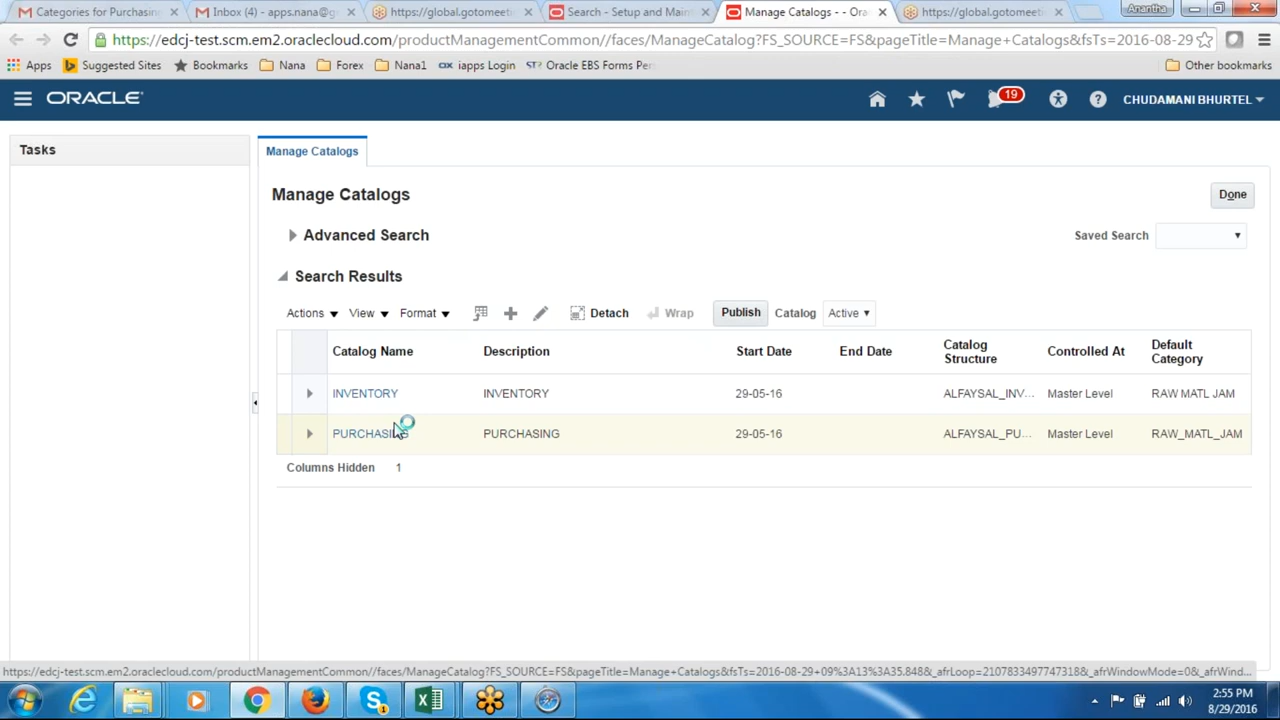 Categories for Purchasin
Inbox (4) - apps.nana@g
https://global.gotomeet
Search - Setup and Main
Manage Catalogs - - Ora
https://global.gotomeeti
Anantha
https://edcj-test.scm.em2.oraclecloud.com/productManagementCommon//faces/ManageCatalog?FS_SOURCE=FS&pageTitle=Manage+Catalogs&fsTs=2016-08-29
Apps
Suggested Sites
Bookmarks
Nana
Forex
Nana1
iapps Login
Oracle EBS Forms Per
Other bookmarks
ORACLE
19
CHUDAMANI BHURTEL
Tasks
Manage Catalogs
Manage Catalogs
Done
Advanced Search
Saved Search
Search Results
Actions View Format Detach Wrap Publish Catalog Active
Catalog Name Description Start Date End Date Catalog Structure Controlled At Default Category
INVENTORY INVENTORY 29-05-16 ALFAYSAL_INV... Master Level RAW MATL JAM
PURCHASING PURCHASING 29-05-16 ALFAYSAL_PU... Master Level RAW_MATL_JAM
Columns Hidden 1
https://edcj-test.scm.em2.oraclecloud.com/productManagementCommon//faces/ManageCatalog?FS_SOURCE=FS&pageTitle=Manage+Catalogs&fsTs=2016-08-29+09%3A13%3A35.848&_afrLoop=2107833497747318&_afrWindowMode=0&_afrWind...
2:55 PM
8/29/2016